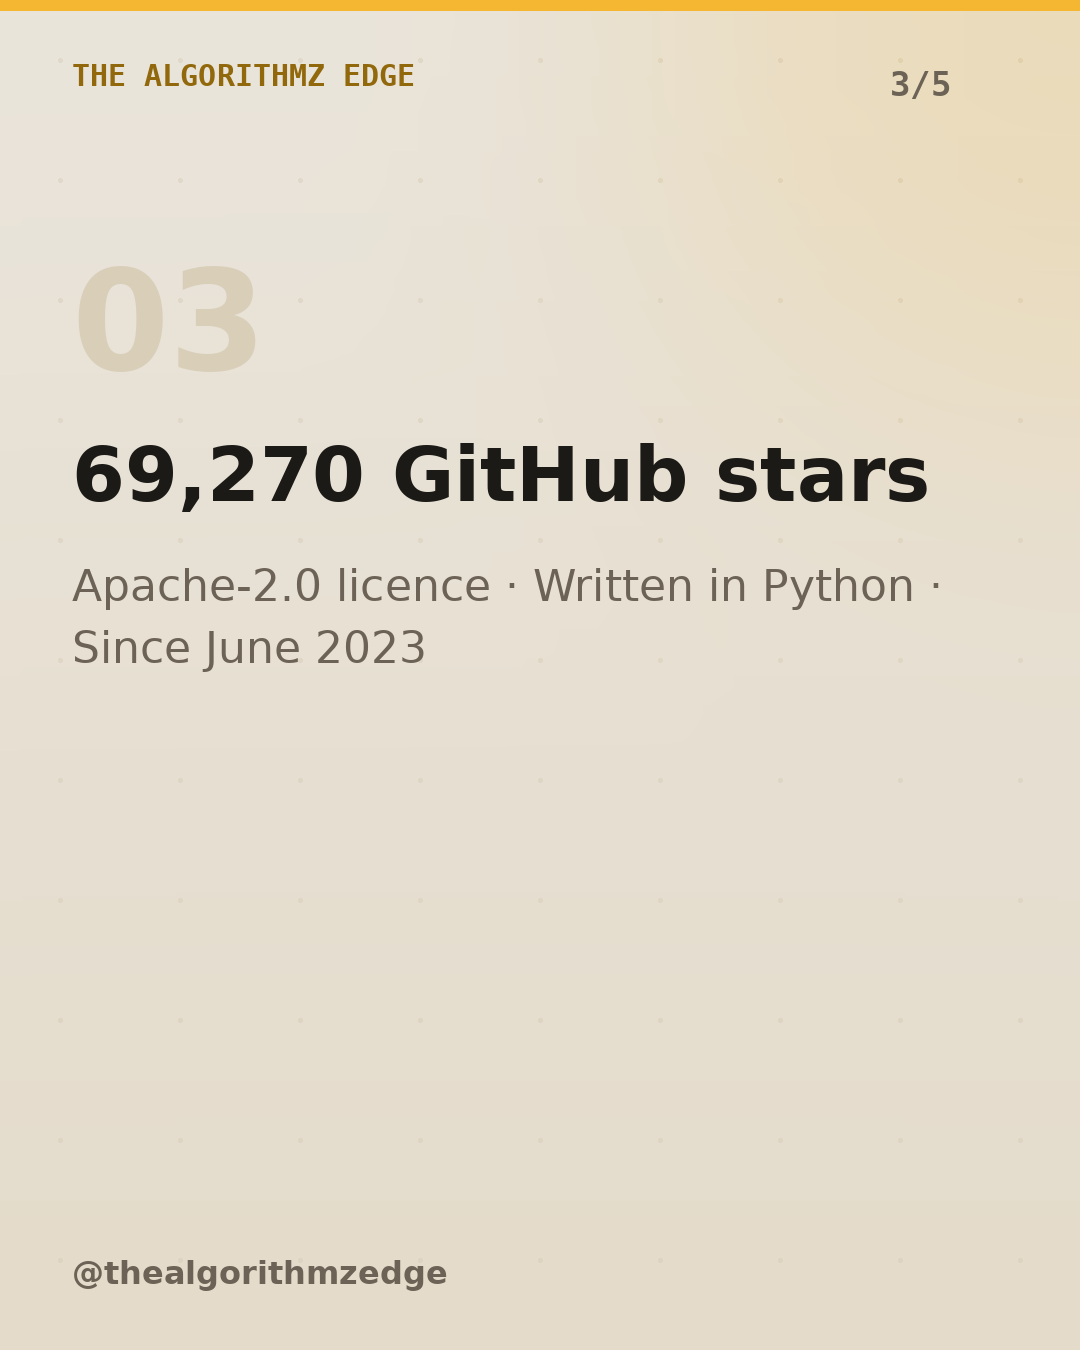 THE ALGORITHMZ EDGE
3/5
03
69,270 GitHub stars
Apache-2.0 licence · Written in Python ·
Since June 2023
@thealgorithmzedge